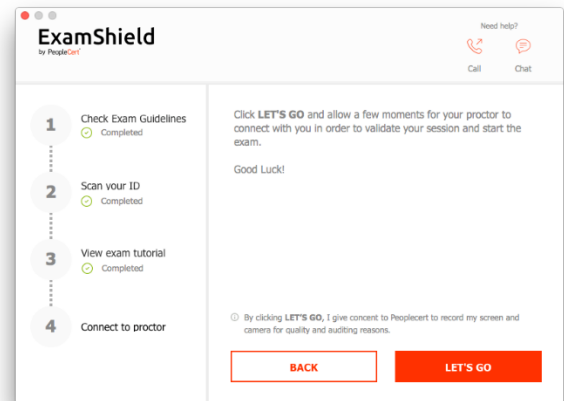 ExamShield
by PeopleCert
Need help?
Call
Chat
1
Check Exam Guidelines
Completed
2
Scan your ID
Completed
3
View exam tutorial
Completed
4
Connect to proctor
Click LET'S GO and allow a few moments for your proctor to
connect with you in order to validate your session and start the
exam.
Good Luck!
By clicking LET'S GO, I give concent to Peoplecert to record my screen and
camera for quality and auditing reasons.
BACK
LET'S GO